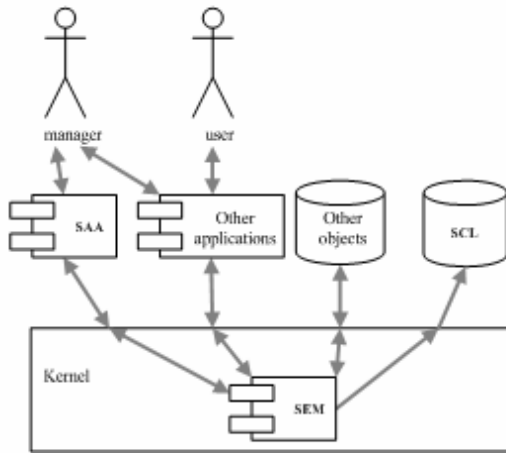 manager
user
SAA
Other
applications
Other
objects
SCL
Kernel
SEM